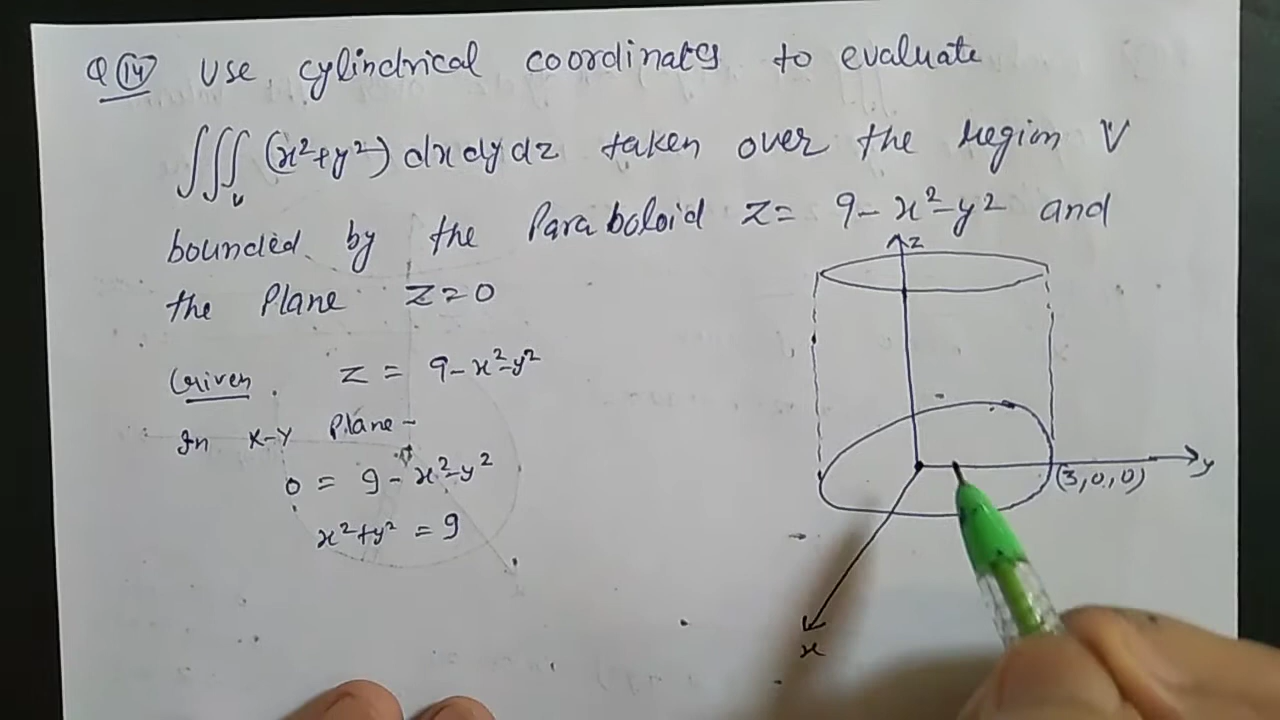 Q(14) Use cylindrical coordinates to evaluate
∭_V (x²+y²) dx dy dz taken over the region V
bounded by the Paraboloid z = 9-x²-y² and
the Plane z=0
Given. z = 9-x²-y²
In X-Y Plane-
0 = 9-x²-y²
x²+y² = 9
z
(3,0,0)
y
x